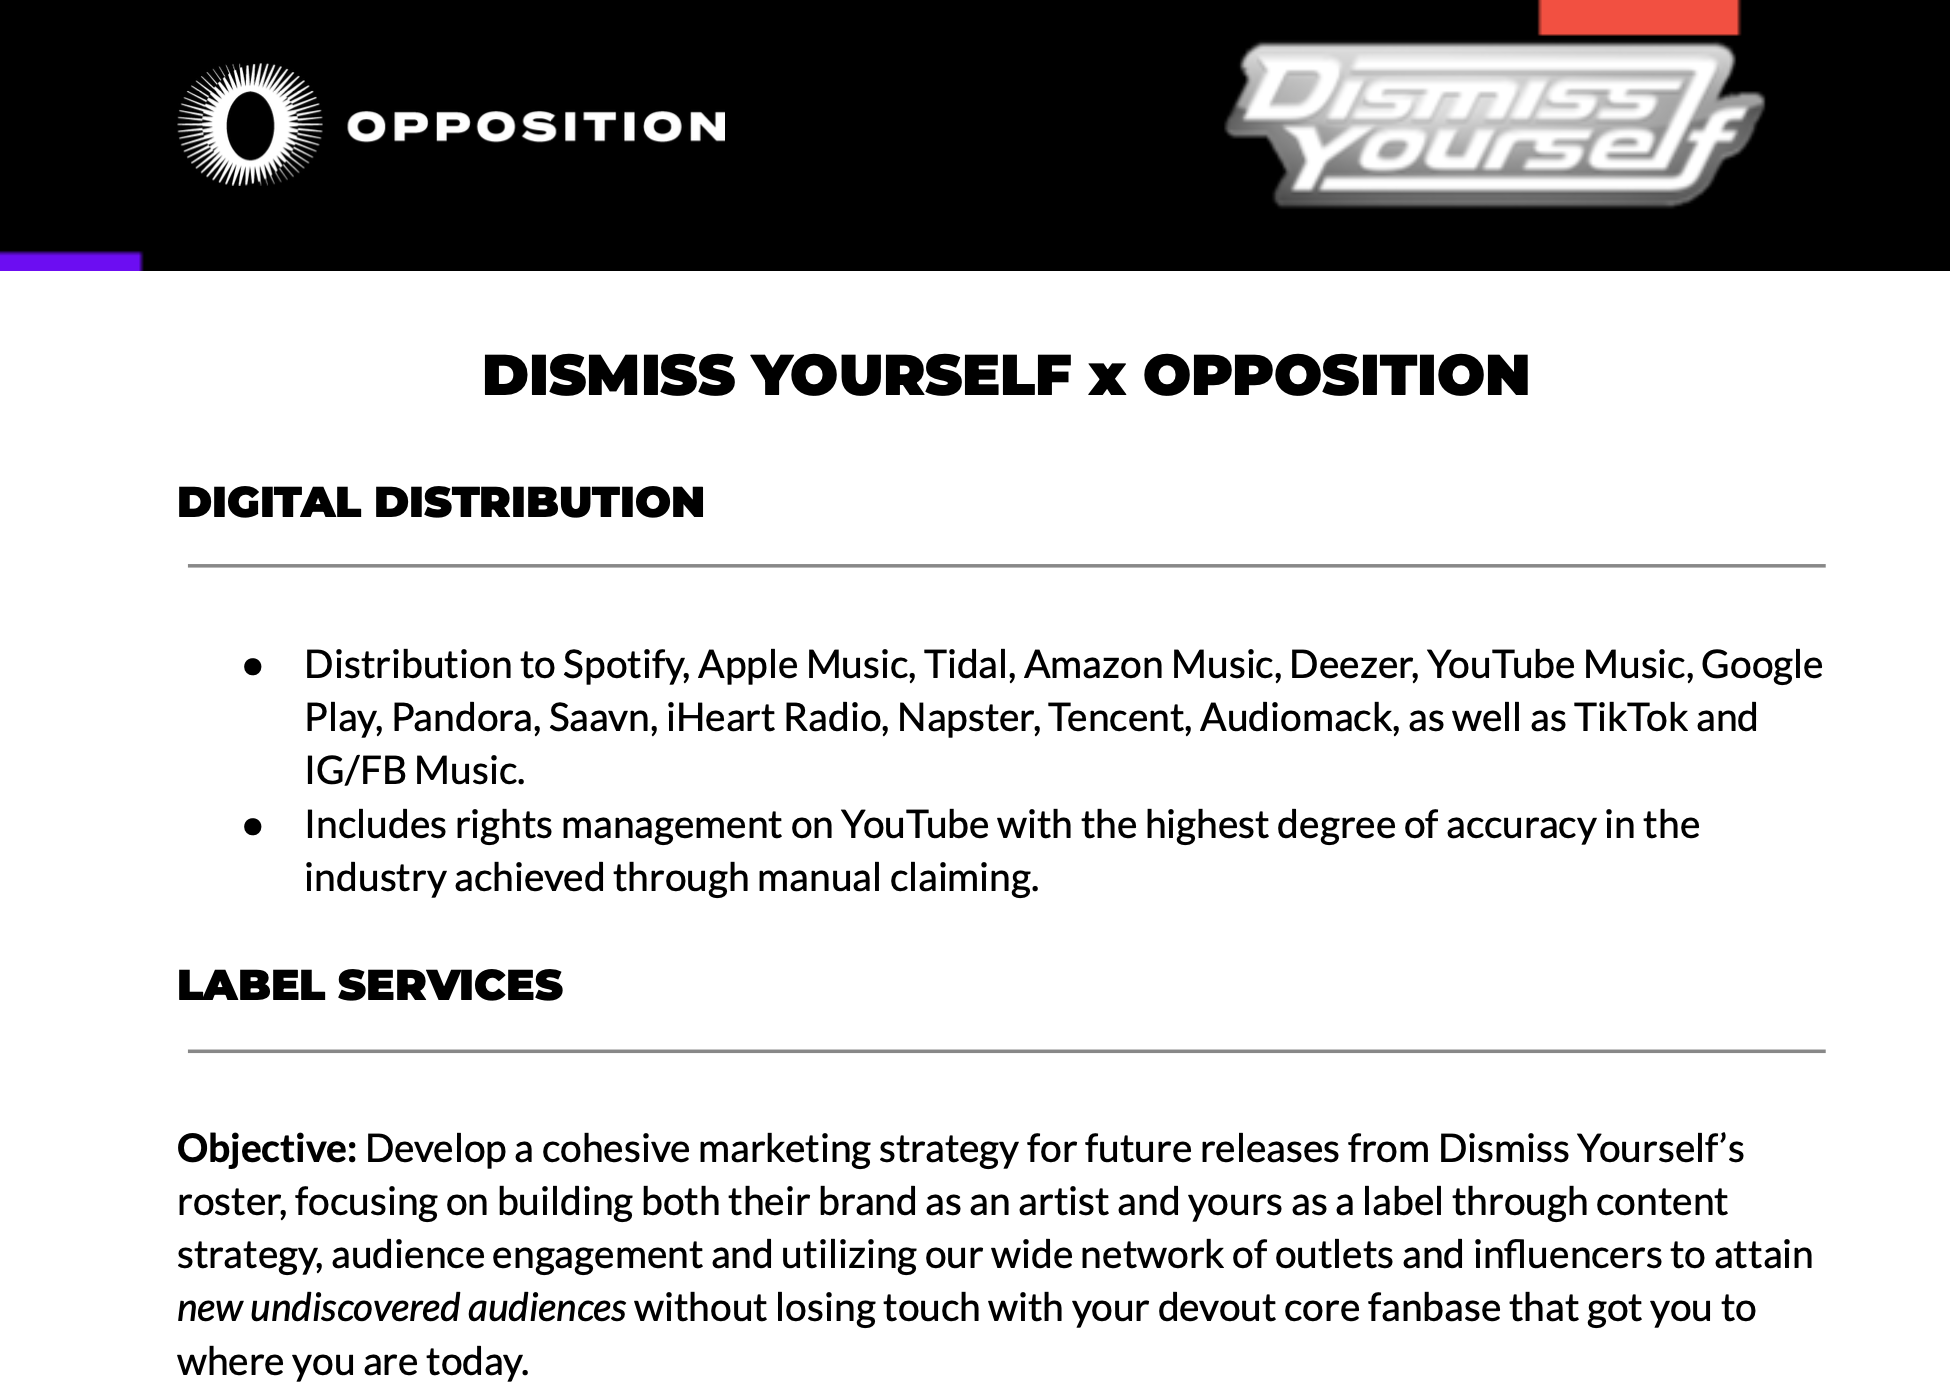 OPPOSITION
Dismiss
Yourself
DISMISS YOURSELF x OPPOSITION
DIGITAL DISTRIBUTION
● Distribution to Spotify, Apple Music, Tidal, Amazon Music, Deezer, YouTube Music, Google
Play, Pandora, Saavn, iHeart Radio, Napster, Tencent, Audiomack, as well as TikTok and
IG/FB Music.
● Includes rights management on YouTube with the highest degree of accuracy in the
industry achieved through manual claiming.
LABEL SERVICES
Objective: Develop a cohesive marketing strategy for future releases from Dismiss Yourself’s
roster, focusing on building both their brand as an artist and yours as a label through content
strategy, audience engagement and utilizing our wide network of outlets and influencers to attain
new undiscovered audiences without losing touch with your devout core fanbase that got you to
where you are today.